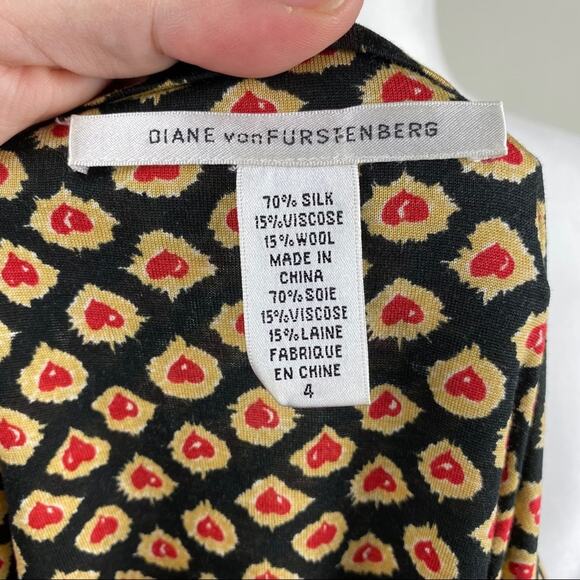 DIANE vonFURSTENBERG
70% SILK
15%VISCOSE
15%WOOL
MADE IN
CHINA
70%SOIE
15%VISCOSE
15%LAINE
FABRIQUE
EN CHINE
4